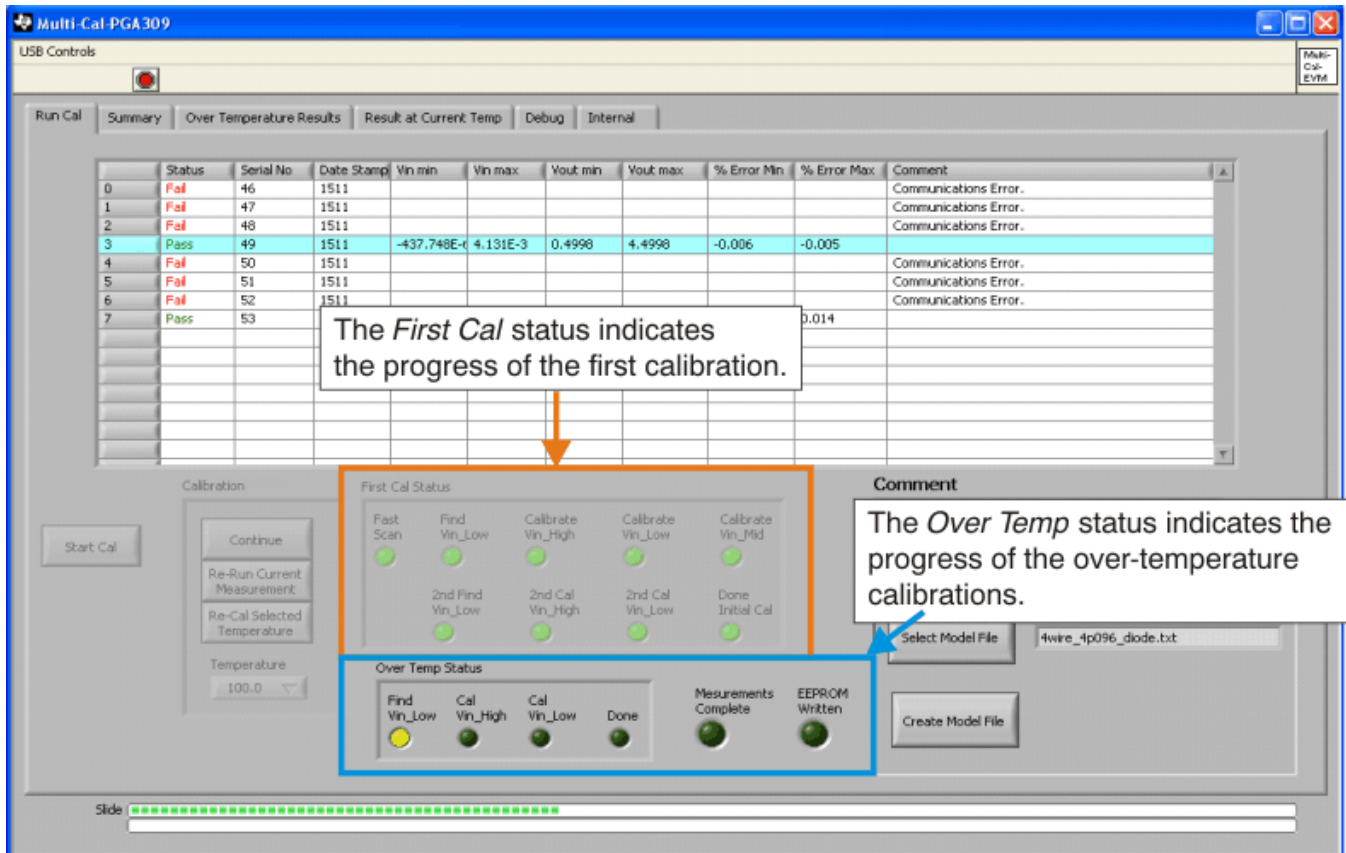 Multi-Cal-PGA309
USB Controls
Multi-
Cal-
EVM
Run Cal Summary Over Temperature Results Result at Current Temp Debug Internal
Status Serial No Date Stamp Vin min Vin max Vout min Vout max % Error Min % Error Max Comment
0 Fail 46 1511 Communications Error.
1 Fail 47 1511 Communications Error.
2 Fail 48 1511 Communications Error.
3 Pass 49 1511 -437.748E-6 4.131E-3 0.4998 4.4998 -0.006 -0.005
4 Fail 50 1511 Communications Error.
5 Fail 51 1511 Communications Error.
6 Fail 52 1511 Communications Error.
7 Pass 53 0.014
The First Cal status indicates
the progress of the first calibration.
Calibration
Start Cal
Continue
Re-Run Current
Measurement
Re-Cal Selected
Temperature
Temperature
100.0
First Cal Status
Fast Find Calibrate Calibrate Calibrate
Scan Vin_Low Vin_High Vin_Low Vin_Mid
2nd Find 2nd Cal 2nd Cal Done
Vin_Low Vin_High Vin_Low Initial Cal
Comment
The Over Temp status indicates the
progress of the over-temperature
calibrations.
Select Model File 4wire_4p096_diode.txt
Over Temp Status
Find Cal Cal
Vin_Low Vin_High Vin_Low Done
Mesurements
Complete
EEPROM
Written
Create Model File
Slide